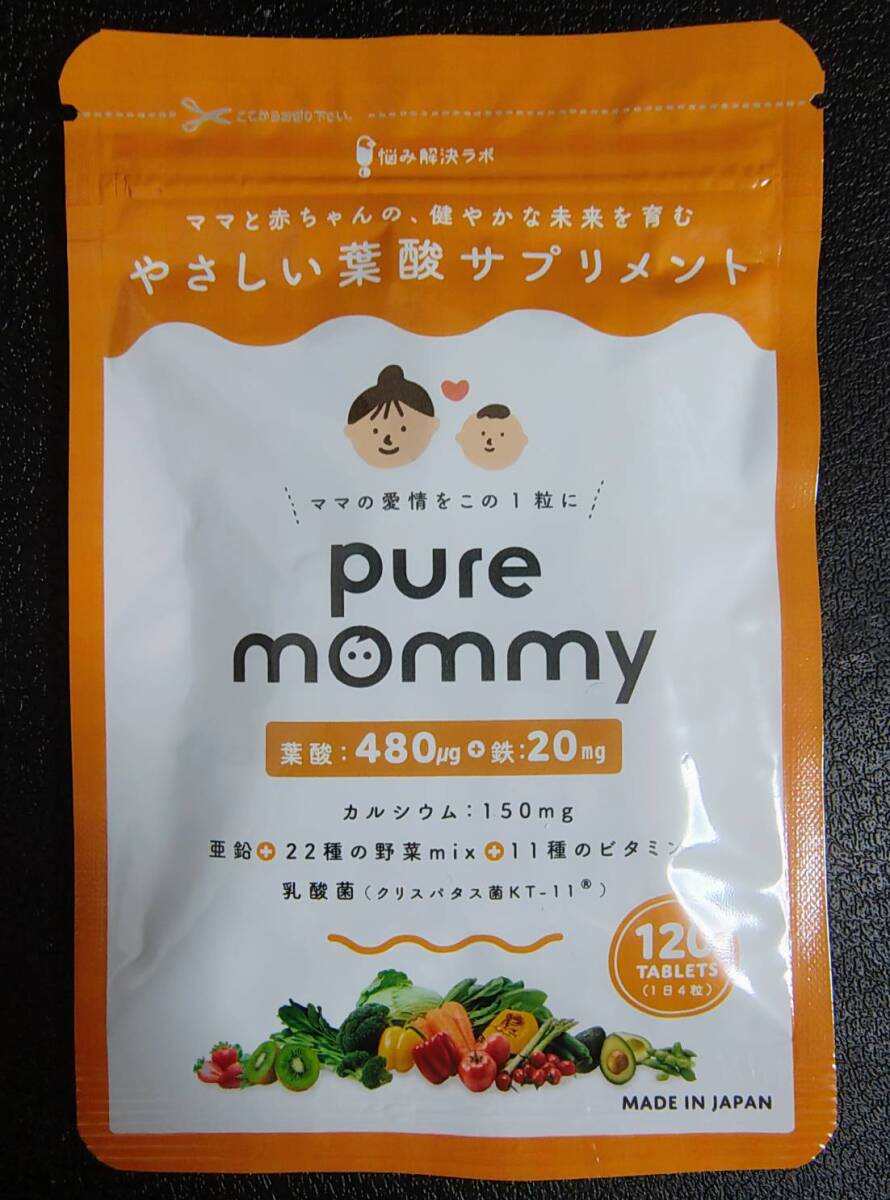 ここからお切り下さい。
悩み解決ラボ
ママと赤ちゃんの、健やかな未来を育む
やさしい葉酸サプリメント
ママの愛情をこの1粒に
pure
mommy
葉酸:480μg+鉄:20mg
カルシウム:150mg
亜鉛+22種の野菜mix+11種のビタミン
乳酸菌(クリスパタス菌KT-11®)
120
TABLETS
(1日4粒)
MADE IN JAPAN